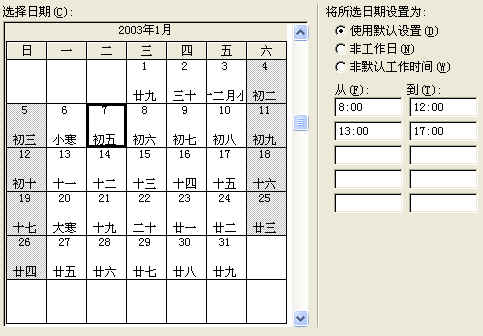 选择日期(C):
2003年1月
日 一 二 三 四 五 六
1 2 3 4
廿九 三十 十二月小 初二
5 6 7 8 9 10 11
初三 小寒 初五 初六 初七 初八 初九
12 13 14 15 16 17 18
初十 十一 十二 十三 十四 十五 十六
19 20 21 22 23 24 25
十七 大寒 十九 二十 廿一 廿二 廿三
26 27 28 29 30 31
廿四 廿五 廿六 廿七 廿八 廿九
将所选日期设置为:
使用默认设置(D)
非工作日(N)
非默认工作时间(W)
从(F): 到(T):
8:00 12:00
13:00 17:00